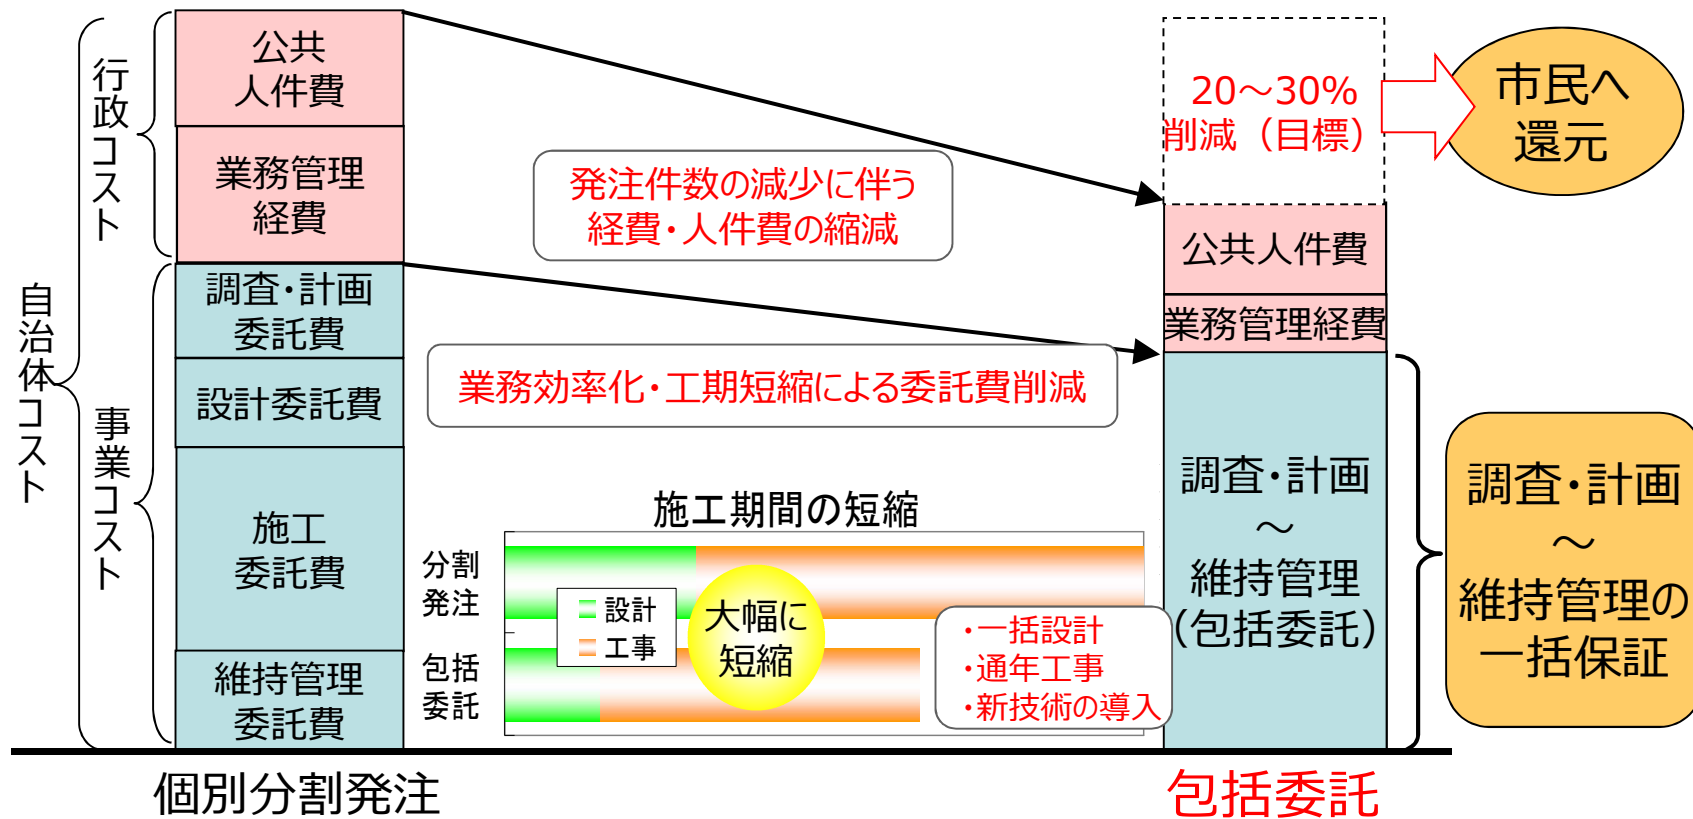 自治体コスト
行政コスト
事業コスト
公共
人件費
業務管理
経費
調査・計画
委託費
設計委託費
施工
委託費
維持管理
委託費
個別分割発注
発注件数の減少に伴う
経費・人件費の縮減
業務効率化・工期短縮による委託費削減
施工期間の短縮
分割
発注
包括
委託
設計
工事
大幅に
短縮
・一括設計
・通年工事
・新技術の導入
20～30%
削減（目標）
公共人件費
業務管理経費
調査・計画
～
維持管理
（包括委託）
包括委託
市民へ
還元
調査・計画
～
維持管理の
一括保証